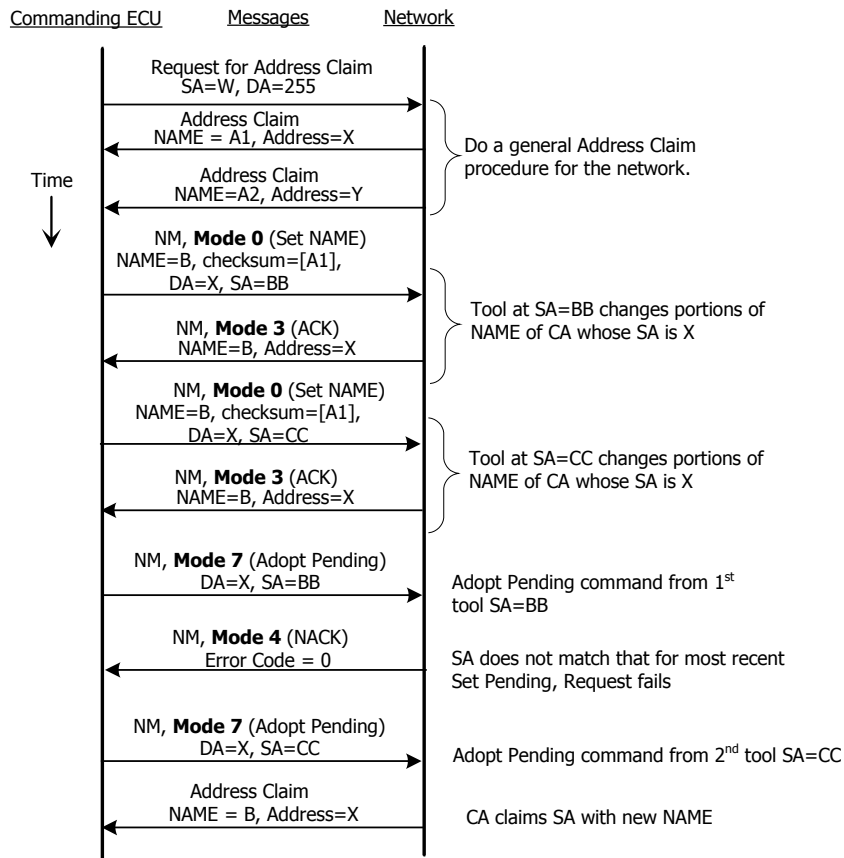 Commanding ECU Messages Network
Request for Address Claim
SA=W, DA=255
Address Claim
NAME = A1, Address=X
Do a general Address Claim
procedure for the network.
Time
Address Claim
NAME=A2, Address=Y
NM, Mode 0 (Set NAME)
NAME=B, checksum=[A1],
DA=X, SA=BB
Tool at SA=BB changes portions of
NAME of CA whose SA is X
NM, Mode 3 (ACK)
NAME=B, Address=X
NM, Mode 0 (Set NAME)
NAME=B, checksum=[A1],
DA=X, SA=CC
Tool at SA=CC changes portions of
NAME of CA whose SA is X
NM, Mode 3 (ACK)
NAME=B, Address=X
NM, Mode 7 (Adopt Pending)
DA=X, SA=BB
Adopt Pending command from 1st
tool SA=BB
NM, Mode 4 (NACK)
Error Code = 0
SA does not match that for most recent
Set Pending, Request fails
NM, Mode 7 (Adopt Pending)
DA=X, SA=CC
Adopt Pending command from 2nd tool SA=CC
Address Claim
NAME = B, Address=X
CA claims SA with new NAME